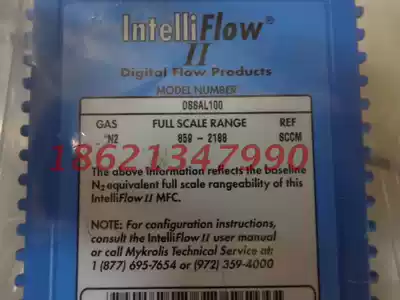 IntelliFlow®
II
Digital Flow Products
MODEL NUMBER
DS6AL100
GAS FULL SCALE RANGE REF
*N2 859 - 2188 SCCM
18621347990
The above information reflects the baseline
N2 equivalent full scale rangeability of this
IntelliFlow II MFC.
NOTE: For configuration instructions,
consult the IntelliFlow II user manual
or call Mykrolis Technical Service at:
1 (877) 695-7654 or (972) 359-4000